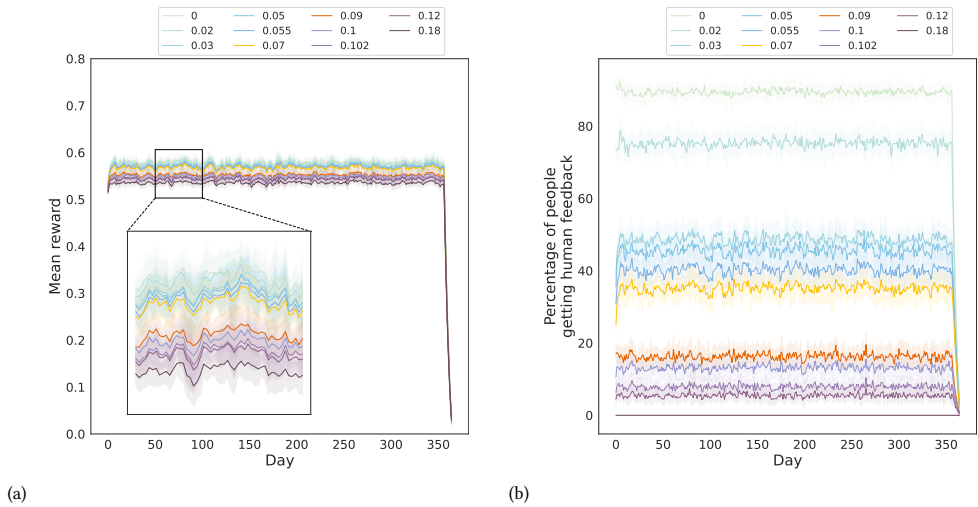 0 0.05 0.09 0.12
0.02 0.055 0.1 0.18
0.03 0.07 0.102
0.8
0.7
0.6
0.5
0.4
0.3
0.2
0.1
0.0
Mean reward
0 50 100 150 200 250 300 350
Day
(a)
0 0.05 0.09 0.12
0.02 0.055 0.1 0.18
0.03 0.07 0.102
80
60
40
20
0
Percentage of people
getting human feedback
0 50 100 150 200 250 300 350
Day
(b)